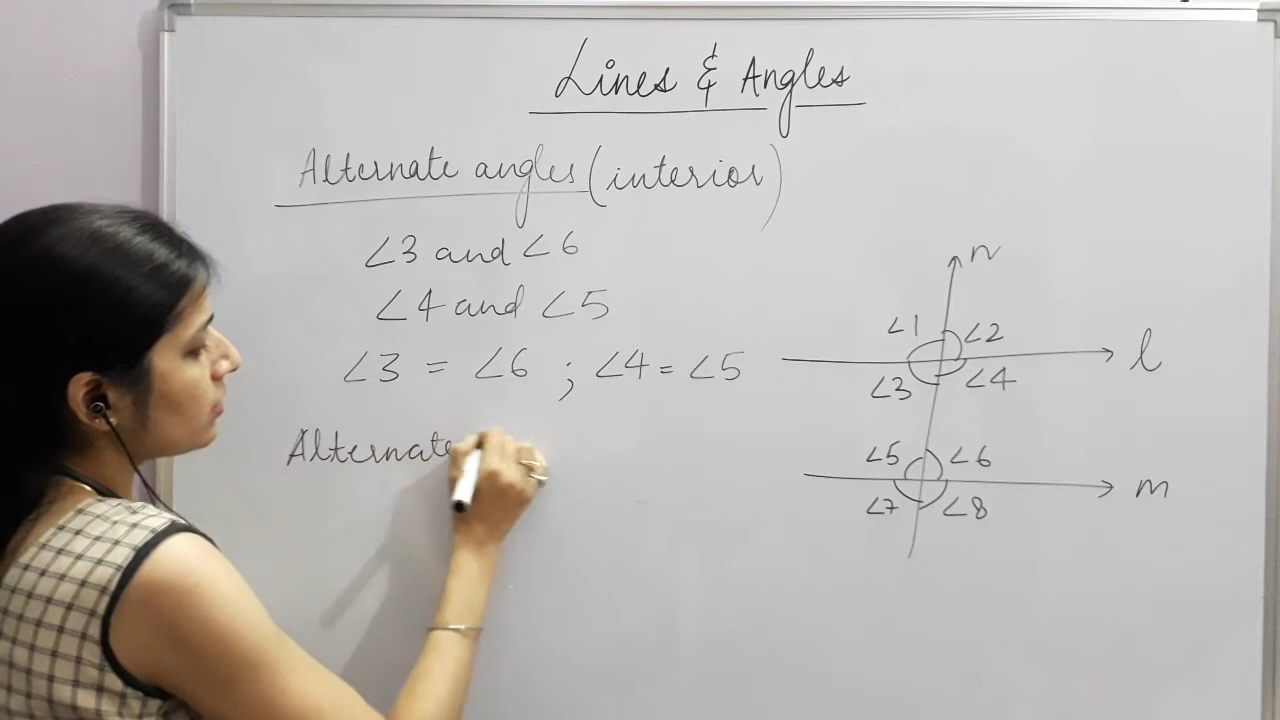 Lines & Angles
Alternate angles (interior)
∠3 and ∠6
∠4 and ∠5
∠3 = ∠6 ; ∠4 = ∠5
Alternate
n
∠1 ∠2
l
∠3 ∠4
∠5 ∠6
m
∠7 ∠8